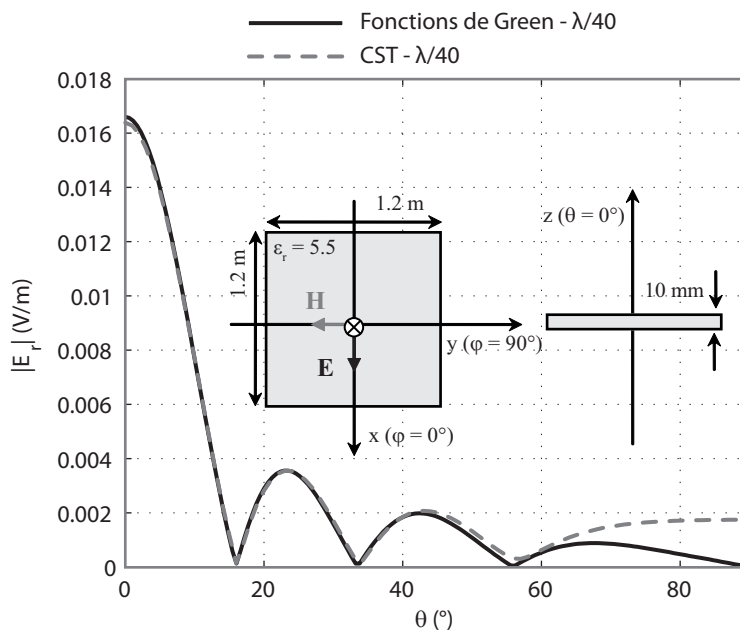 Fonctions de Green - λ/40
CST - λ/40
0.018
0.016
0.014
0.012
0.01
0.008
0.006
0.004
0.002
0
|E_r| (V/m)
0
20
40
60
80
θ (°)
1.2 m
1.2 m
ε_r = 5.5
H
E
y (φ = 90°)
x (φ = 0°)
z (θ = 0°)
10 mm